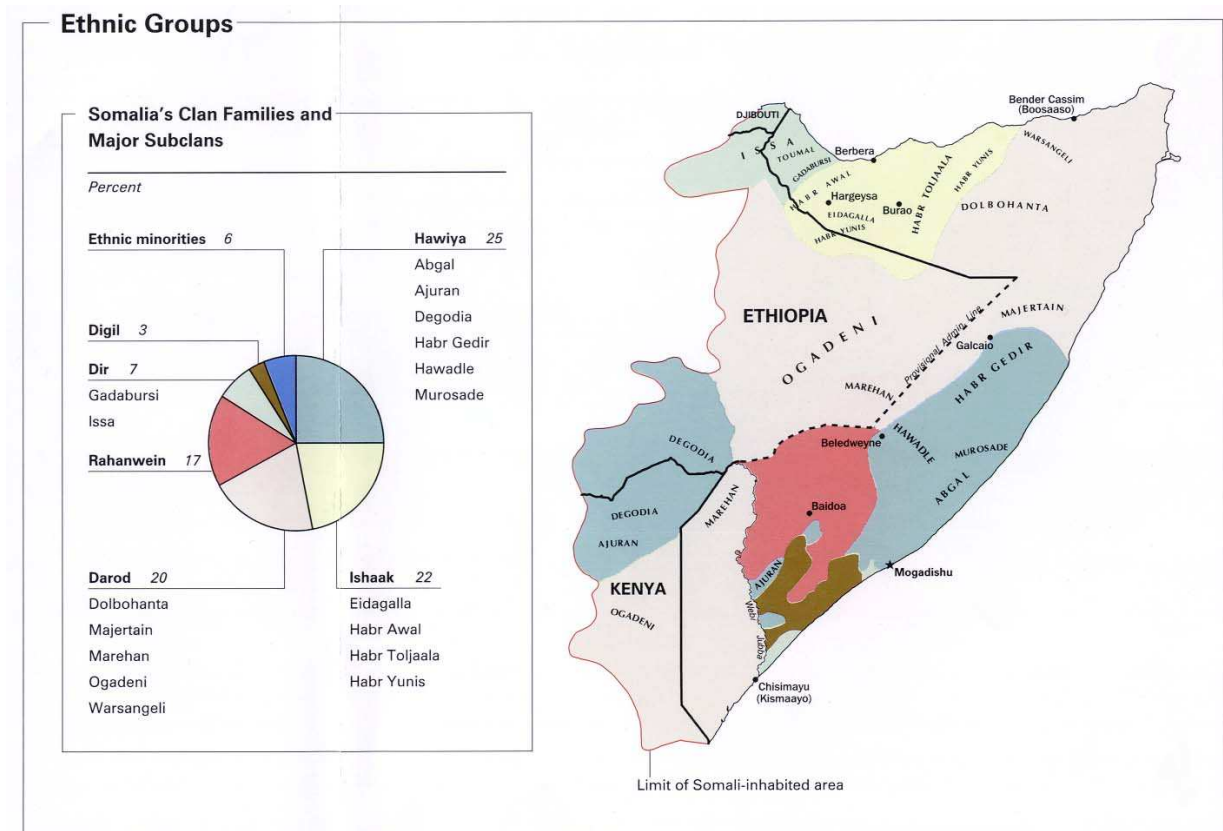 Ethnic Groups
Somalia's Clan Families and
Major Subclans
Percent
Ethnic minorities 6
Digil 3
Dir 7
Gadabursi
Issa
Rahanwein 17
Hawiya 25
Abgal
Ajuran
Degodia
Habr Gedir
Hawadle
Murosade
Darod 20
Dolbohanta
Majertain
Marehan
Ogadeni
Warsangeli
Ishaak 22
Eidagalla
Habr Awal
Habr Toljaala
Habr Yunis
DJIBOUTI
ISSA
TOUMAL
GADABURSI
Berbera
Bender Cassim
(Boosaaso)
WARSANGELI
HABR AWAL
Hargeysa
EIDAGALLA
HABR YUNIS
Burao
HABR TOLJAALA
HABR YUNIS
DOLBOHANTA
ETHIOPIA
OGADENI
Provisional Admin Line
MAJERTAIN
Galcaio
MAREHAN
HABR GEDIR
Beledweyne
HAWADLE
MUROSADE
ABGAL
DEGODIA
DEGODIA
AJURAN
MAREHAN
Baidoa
AJURAN
Mogadishu
KENYA
OGADENI
Webi
Jubba
Chisimayu
(Kismaayo)
Limit of Somali-inhabited area